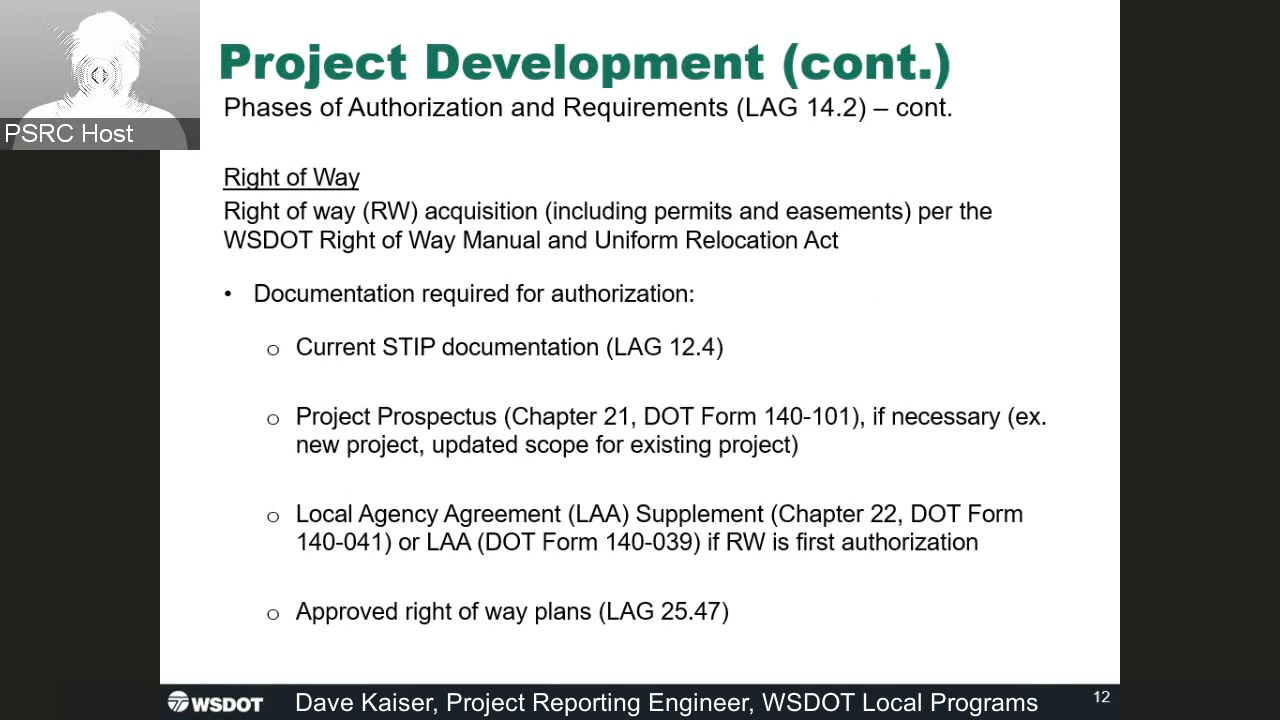 PSRC Host
Project Development (cont.)
Phases of Authorization and Requirements (LAG 14.2) – cont.
Right of Way
Right of way (RW) acquisition (including permits and easements) per the
WSDOT Right of Way Manual and Uniform Relocation Act
• Documentation required for authorization:
o Current STIP documentation (LAG 12.4)
o Project Prospectus (Chapter 21, DOT Form 140-101), if necessary (ex.
new project, updated scope for existing project)
o Local Agency Agreement (LAA) Supplement (Chapter 22, DOT Form
140-041) or LAA (DOT Form 140-039) if RW is first authorization
o Approved right of way plans (LAG 25.47)
WSDOT Dave Kaiser, Project Reporting Engineer, WSDOT Local Programs 12